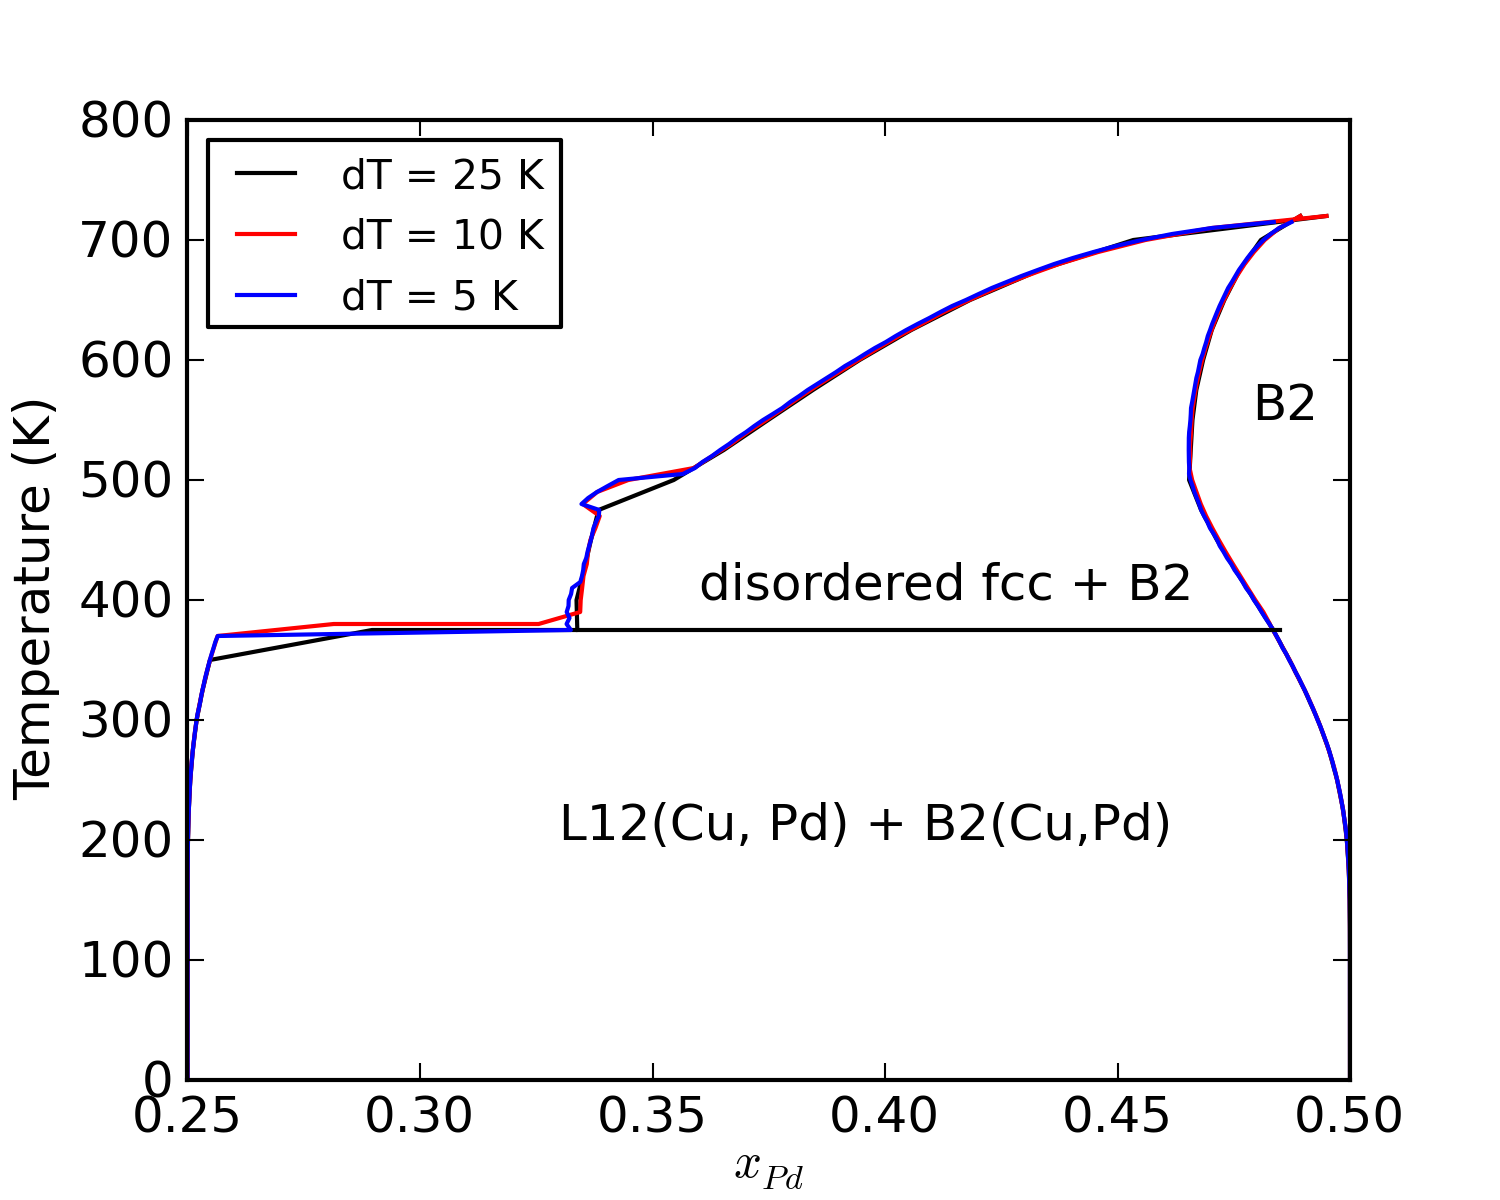 800
700
600
500
400
300
200
100
0
Temperature (K)
dT = 25 K
dT = 10 K
dT = 5 K
B2
disordered fcc + B2
L12(Cu, Pd) + B2(Cu,Pd)
0.25 0.30 0.35 0.40 0.45 0.50
x_{Pd}